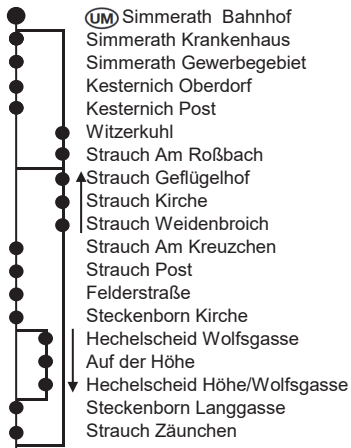 UM Simmerath Bahnhof
Simmerath Krankenhaus
Simmerath Gewerbegebiet
Kesternich Oberdorf
Kesternich Post
Witzerkuhl
Strauch Am Roßbach
Strauch Geflügelhof
Strauch Kirche
Strauch Weidenbroich
Strauch Am Kreuzchen
Strauch Post
Felderstraße
Steckenborn Kirche
Hechelscheid Wolfsgasse
Auf der Höhe
Hechelscheid Höhe/Wolfsgasse
Steckenborn Langgasse
Strauch Zäunchen